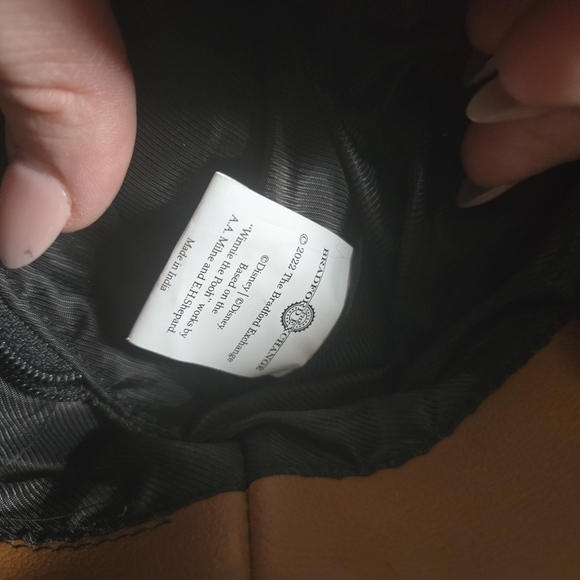 BRADFO EXCHANGE
© 2022 The Bradford Exchange
©Disney | ©Disney.
Based on the
"Winnie the Pooh" works by
A.A. Milne and E.H.Shepard.
Made in India